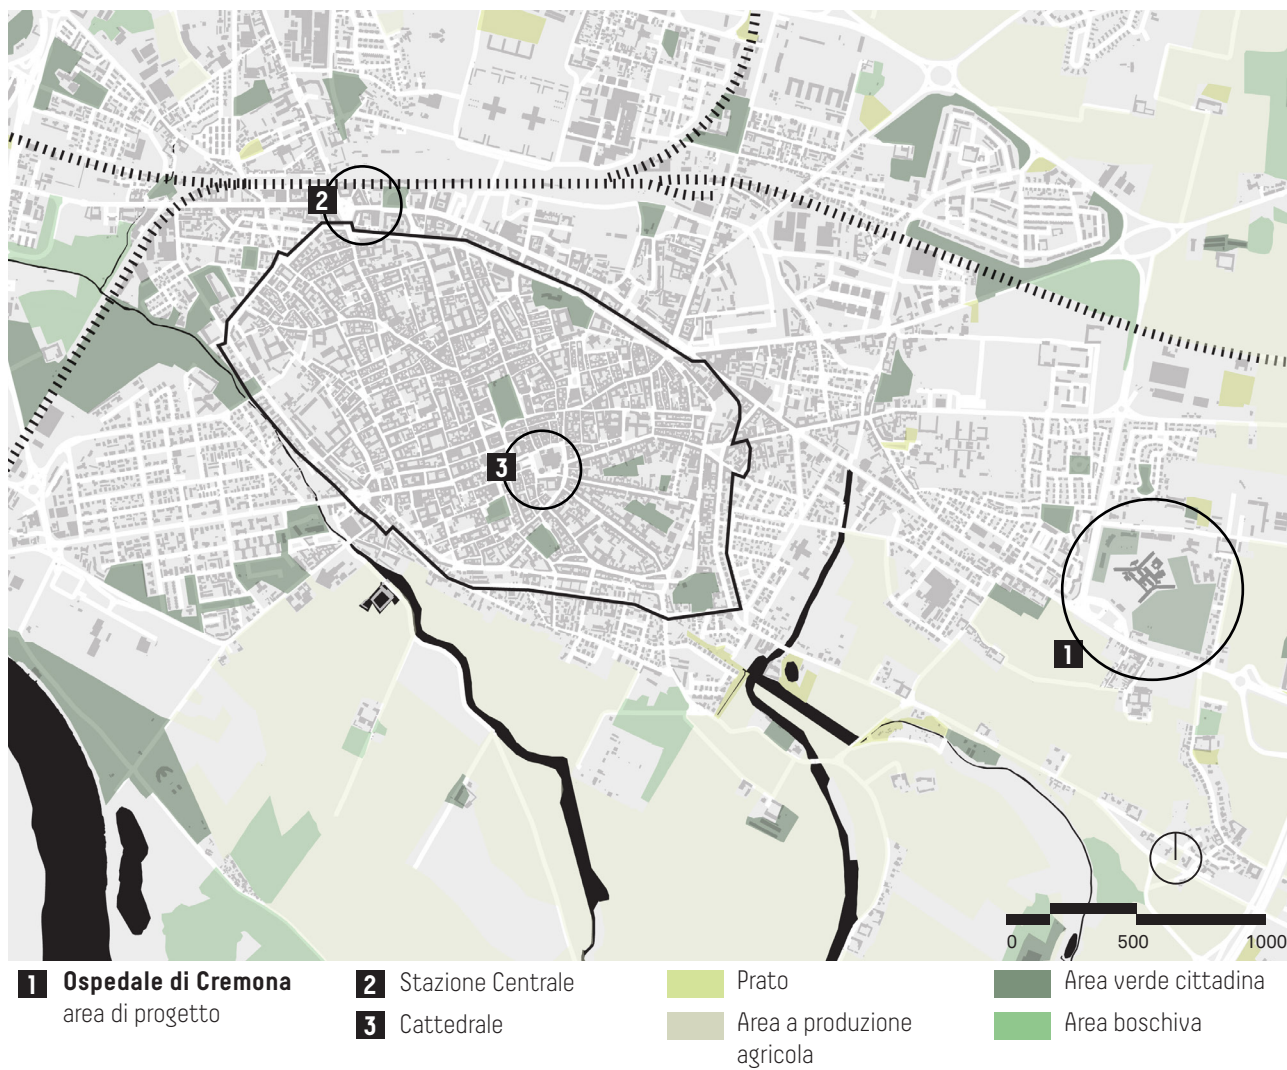 2
3
1
0 500 1000
1 Ospedale di Cremona
area di progetto
2 Stazione Centrale
3 Cattedrale
Prato
Area a produzione
agricola
Area verde cittadina
Area boschiva